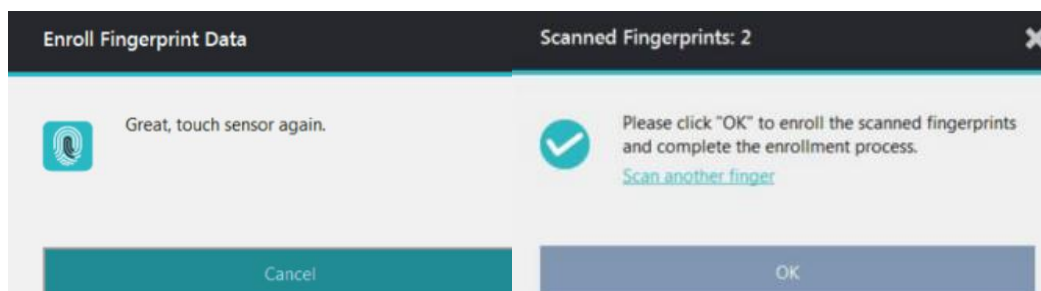 Enroll Fingerprint Data
Great, touch sensor again.
Cancel
Scanned Fingerprints: 2
Please click "OK" to enroll the scanned fingerprints
and complete the enrollment process.
Scan another finger
OK